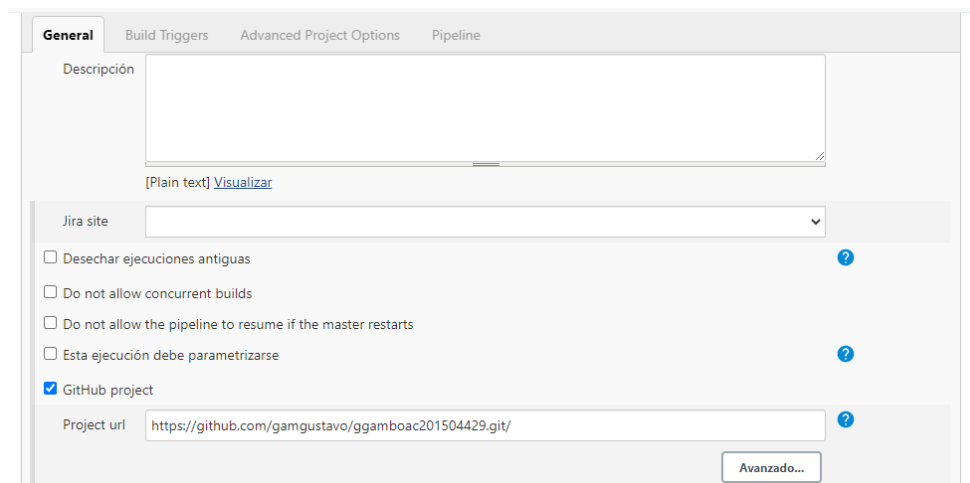 General Build Triggers Advanced Project Options Pipeline
Descripción
[Plain text] Visualizar
Jira site
Desechar ejecuciones antiguas
Do not allow concurrent builds
Do not allow the pipeline to resume if the master restarts
Esta ejecución debe parametrizarse
GitHub project
Project url https://github.com/gamgustavo/ggamboac201504429.git/
Avanzado...